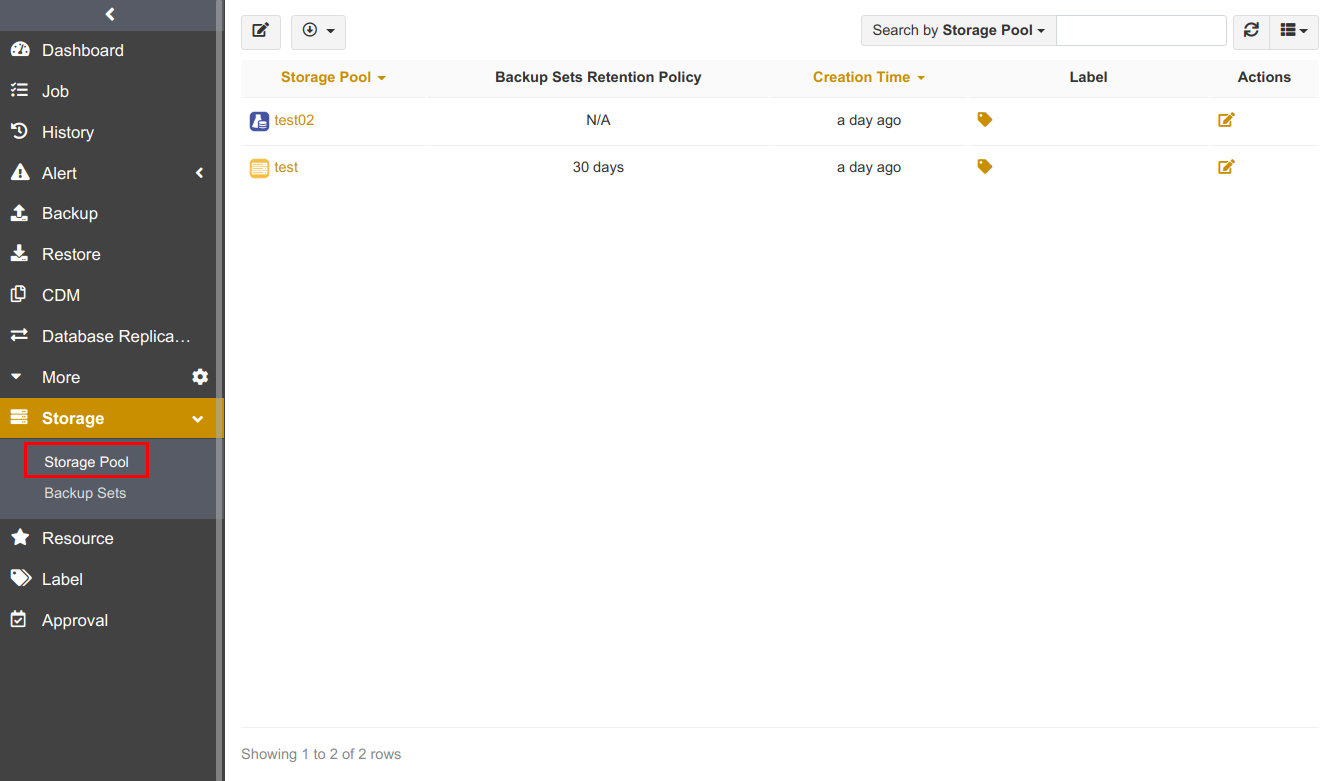 Dashboard
Job
History
Alert
Backup
Restore
CDM
Database Replica…
More
Storage
Storage Pool
Backup Sets
Resource
Label
Approval
Search by Storage Pool
Storage Pool Backup Sets Retention Policy Creation Time Label Actions
test02 N/A a day ago
test 30 days a day ago
Showing 1 to 2 of 2 rows